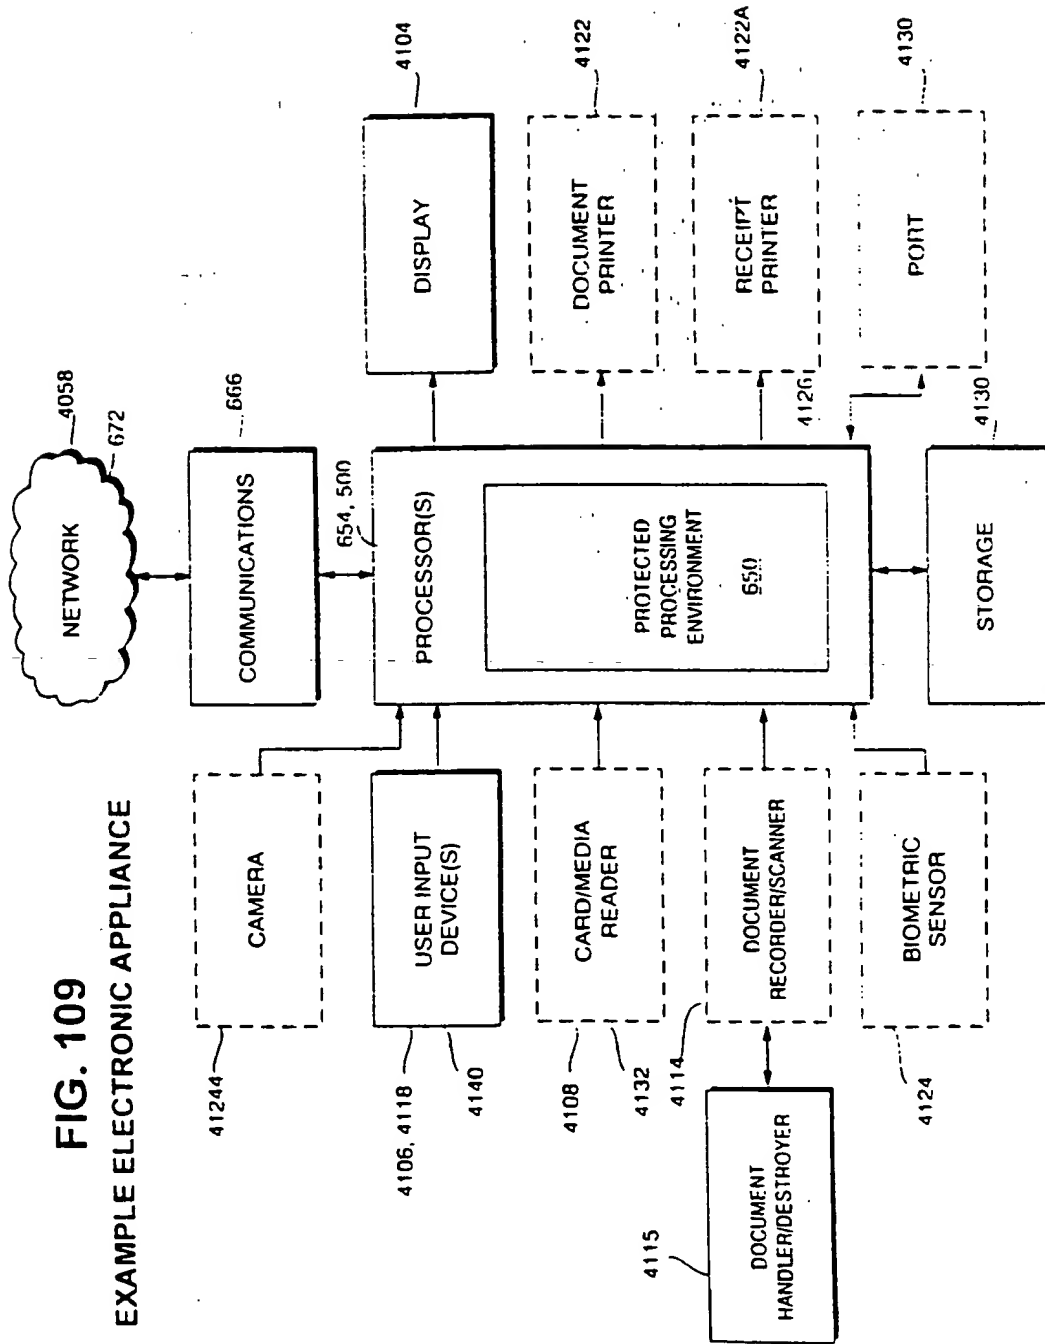 FIG. 109
EXAMPLE ELECTRONIC APPLIANCE
NETWORK
4058
672
COMMUNICATIONS
666
654, 500
PROCESSOR(S)
PROTECTED
PROCESSING
ENVIRONMENT
650
CAMERA
41244
USER INPUT
DEVICE(S)
4106, 4118
4140
CARD/MEDIA
READER
4108
4132
DOCUMENT
RECORDER/SCANNER
4114
DOCUMENT
HANDLER/DESTROYER
4115
BIOMETRIC
SENSOR
4124
DISPLAY
4104
DOCUMENT
PRINTER
4122
RECEIPT
PRINTER
4122A
4126
PORT
4130
STORAGE
4130